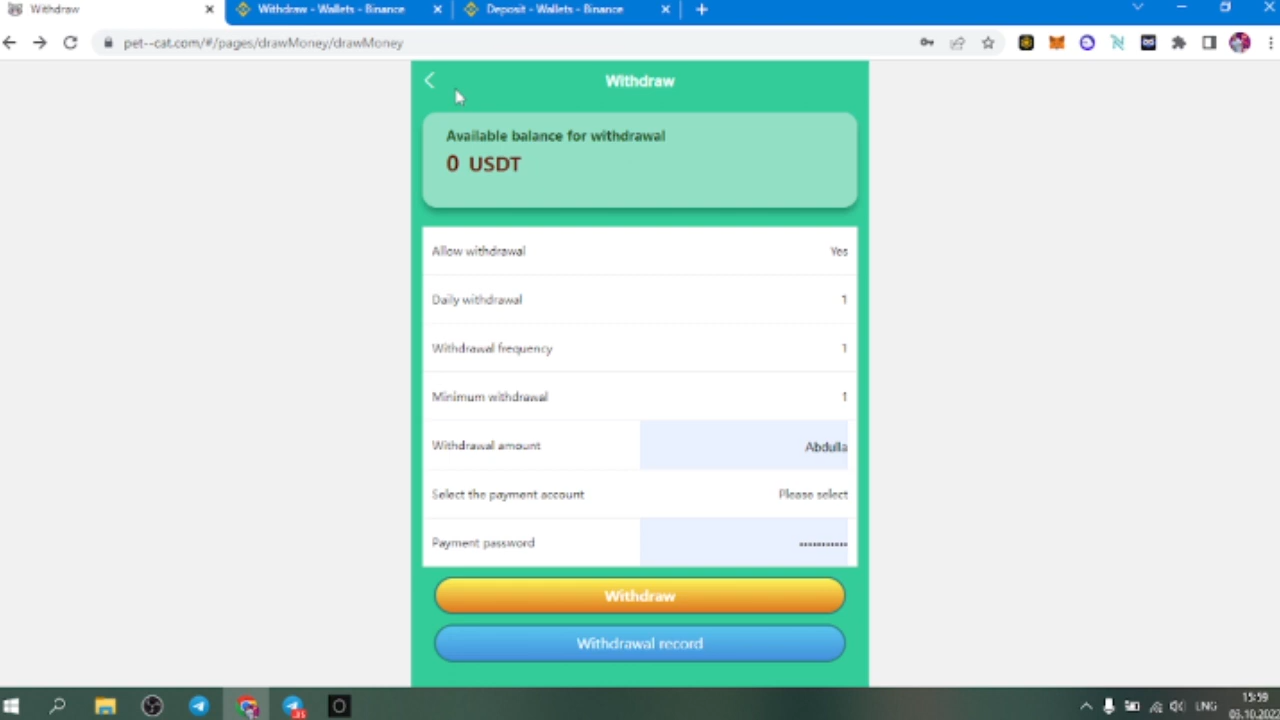 Withdraw
Withdraw - Wallets - Binance
Deposit - Wallets - Binance
pet--cat.com/#/pages/drawMoney/drawMoney
Withdraw
Available balance for withdrawal
0 USDT
Allow withdrawal Yes
Daily withdrawal 1
Withdrawal frequency 1
Minimum withdrawal 1
Withdrawal amount Abdulla
Select the payment account Please select
Payment password •••••••••••
Withdraw
Withdrawal record
ENG
15:59